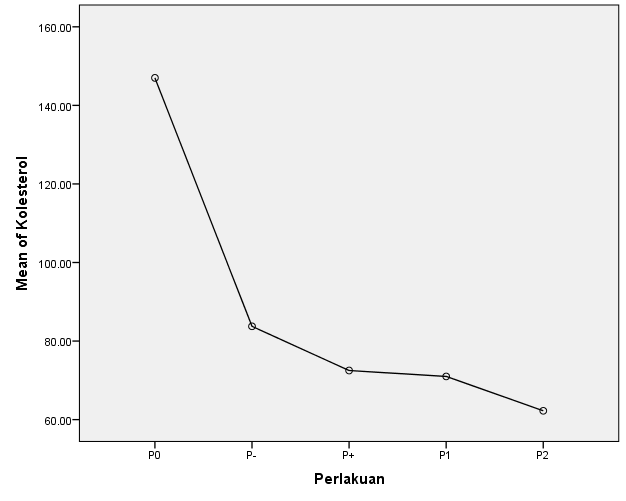 160.00
140.00
120.00
100.00
80.00
60.00
Mean of Kolesterol
P0 P- P+ P1 P2
Perlakuan